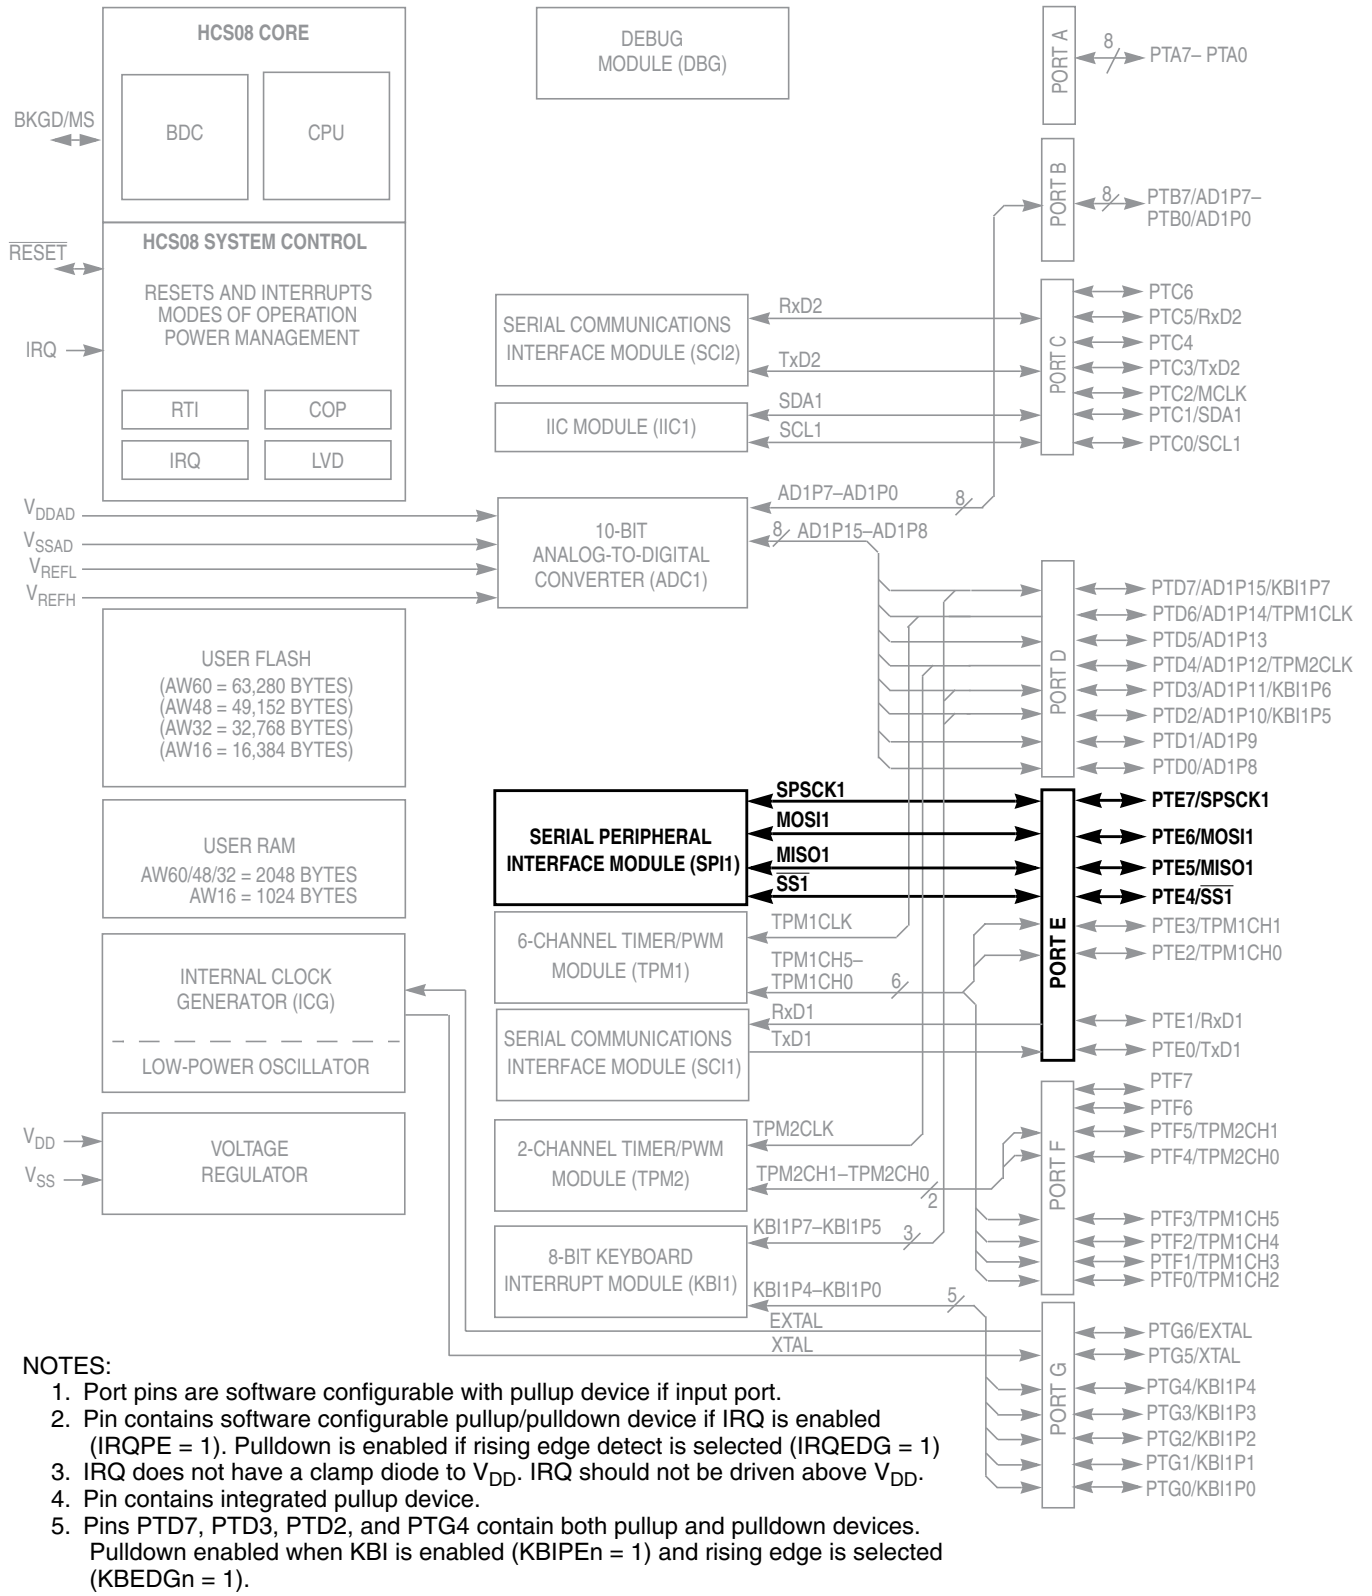 HCS08 CORE
BDC
CPU
BKGD/MS
HCS08 SYSTEM CONTROL
RESET
RESETS AND INTERRUPTS
MODES OF OPERATION
POWER MANAGEMENT
IRQ
RTI
COP
IRQ
LVD
VDDAD
VSSAD
VREFL
VREFH
USER FLASH
(AW60 = 63,280 BYTES)
(AW48 = 49,152 BYTES)
(AW32 = 32,768 BYTES)
(AW16 = 16,384 BYTES)
USER RAM
AW60/48/32 = 2048 BYTES
AW16 = 1024 BYTES
INTERNAL CLOCK
GENERATOR (ICG)
LOW-POWER OSCILLATOR
VDD
VSS
VOLTAGE
REGULATOR
DEBUG
MODULE (DBG)
SERIAL COMMUNICATIONS
INTERFACE MODULE (SCI2)
RxD2
TxD2
IIC MODULE (IIC1)
SDA1
SCL1
10-BIT
ANALOG-TO-DIGITAL
CONVERTER (ADC1)
AD1P7–AD1P0
8
8
AD1P15–AD1P8
SERIAL PERIPHERAL
INTERFACE MODULE (SPI1)
SPSCK1
MOSI1
MISO1
SS1
6-CHANNEL TIMER/PWM
MODULE (TPM1)
TPM1CLK
TPM1CH5–
TPM1CH0
6
SERIAL COMMUNICATIONS
INTERFACE MODULE (SCI1)
RxD1
TxD1
2-CHANNEL TIMER/PWM
MODULE (TPM2)
TPM2CLK
TPM2CH1–TPM2CH0
2
8-BIT KEYBOARD
INTERRUPT MODULE (KBI1)
KBI1P7–KBI1P5
3
KBI1P4–KBI1P0
5
EXTAL
XTAL
PORT A
8
PTA7– PTA0
PORT B
8
PTB7/AD1P7–
PTB0/AD1P0
PORT C
PTC6
PTC5/RxD2
PTC4
PTC3/TxD2
PTC2/MCLK
PTC1/SDA1
PTC0/SCL1
PORT D
PTD7/AD1P15/KBI1P7
PTD6/AD1P14/TPM1CLK
PTD5/AD1P13
PTD4/AD1P12/TPM2CLK
PTD3/AD1P11/KBI1P6
PTD2/AD1P10/KBI1P5
PTD1/AD1P9
PTD0/AD1P8
PORT E
PTE7/SPSCK1
PTE6/MOSI1
PTE5/MISO1
PTE4/SS1
PTE3/TPM1CH1
PTE2/TPM1CH0
PTE1/RxD1
PTE0/TxD1
PORT F
PTF7
PTF6
PTF5/TPM2CH1
PTF4/TPM2CH0
PTF3/TPM1CH5
PTF2/TPM1CH4
PTF1/TPM1CH3
PTF0/TPM1CH2
PORT G
PTG6/EXTAL
PTG5/XTAL
PTG4/KBI1P4
PTG3/KBI1P3
PTG2/KBI1P2
PTG1/KBI1P1
PTG0/KBI1P0
NOTES:
1. Port pins are software configurable with pullup device if input port.
2. Pin contains software configurable pullup/pulldown device if IRQ is enabled
(IRQPE = 1). Pulldown is enabled if rising edge detect is selected (IRQEDG = 1)
3. IRQ does not have a clamp diode to VDD. IRQ should not be driven above VDD.
4. Pin contains integrated pullup device.
5. Pins PTD7, PTD3, PTD2, and PTG4 contain both pullup and pulldown devices.
Pulldown enabled when KBI is enabled (KBIPEn = 1) and rising edge is selected
(KBEDGn = 1).